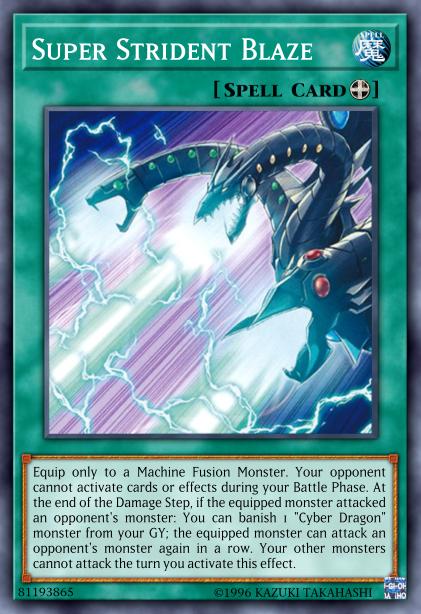 SUPER STRIDENT BLAZE
SPELL
魔
[SPELL CARD]
Equip only to a Machine Fusion Monster. Your opponent
cannot activate cards or effects during your Battle Phase. At
the end of the Damage Step, if the equipped monster attacked
an opponent's monster: You can banish 1 "Cyber Dragon"
monster from your GY; the equipped monster can attack an
opponent's monster again in a row. Your other monsters
cannot attack the turn you activate this effect.
81193865
©1996 KAZUKI TAKAHASHI